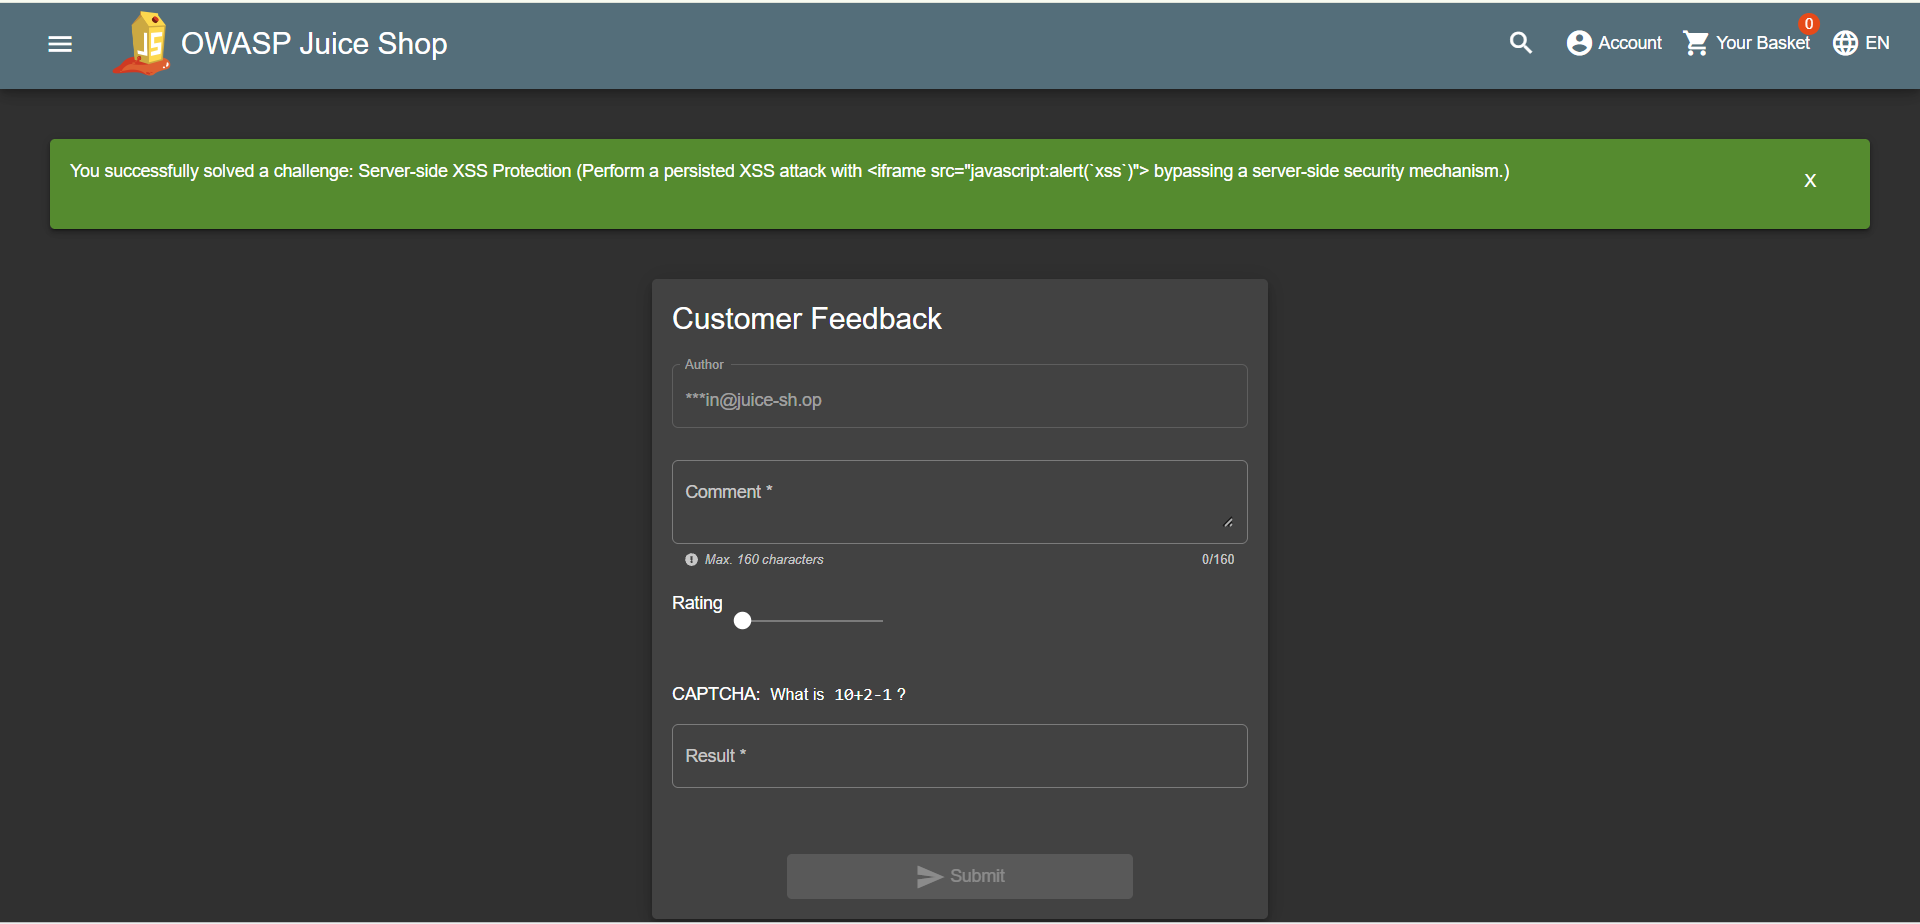 JS OWASP Juice Shop Account Your Basket 0 EN
You successfully solved a challenge: Server-side XSS Protection (Perform a persisted XSS attack with <iframe src="javascript:alert(`xss`)"> bypassing a server-side security mechanism.) X
Customer Feedback
Author
***in@juice-sh.op
Comment *
Max. 160 characters 0/160
Rating
CAPTCHA: What is 10+2-1 ?
Result *
Submit